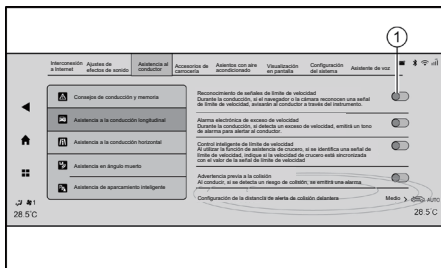 1
Interconexión a Internet
Ajustes de efectos de sonido
Asistencia al conductor
Accesorios de carrocería
Asientos con aire acondicionado
Visualización en pantalla
Configuración del sistema
Asistente de voz
Consejos de conducción y memoria
Asistencia a la conducción longitudinal
Asistencia a la conducción horizontal
Asistencia en ángulo muerto
Asistencia de aparcamiento inteligente
Reconocimiento de señales de límite de velocidad
Durante la conducción, si el navegador o la cámara reconocen una señal
de límite de velocidad, avisarán al conductor a través del instrumento.
Alarma electrónica de exceso de velocidad
Durante la conducción, si detecta un exceso de velocidad, emitirá un tono
de alarma para alertar al conductor.
Control inteligente de límite de velocidad
Al utilizar la función de asistencia de crucero, si se identifica una señal de
límite de velocidad, indique si la velocidad de crucero está sincronizada
con el valor de la señal de límite de velocidad
Advertencia previa a la colisión
Al conducir, si se detecta un riesgo de colisión, se emitirá una alarma
Configuración de la distancia de alerta de colisión delantera
Medio >
1
28.5°C
AUTO
28.5°C